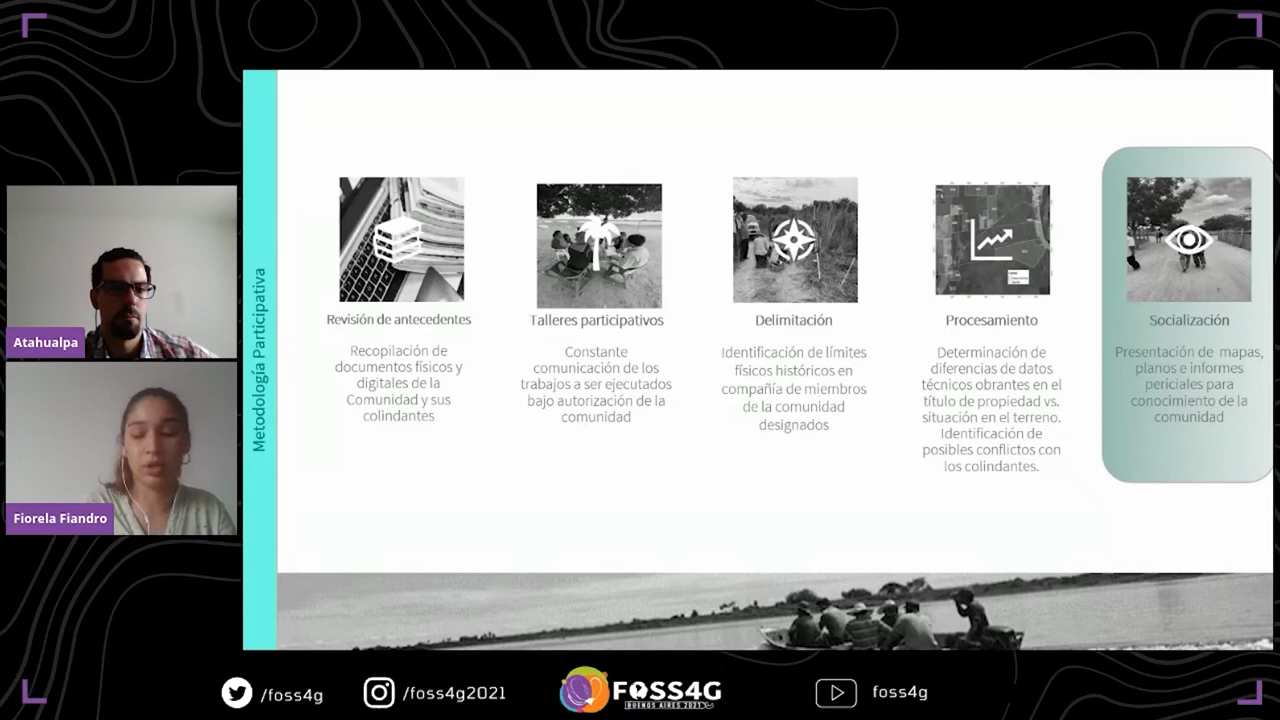 Atahualpa
Fiorela Fiandro
Metodología Participativa
Revisión de antecedentes
Recopilación de
documentos físicos y
digitales de la
Comunidad y sus
colindantes
Talleres participativos
Constante
comunicación de los
trabajos a ser ejecutados
bajo autorización de la
comunidad
Delimitación
Identificación de límites
físicos históricos en
compañía de miembros
de la comunidad
designados
Procesamiento
Determinación de
diferencias de datos
técnicos obrantes en el
título de propiedad vs.
situación en el terreno.
Identificación de
posibles conflictos con
los colindantes.
Socialización
Presentación de mapas,
planos e informes
periciales para
conocimiento de la
comunidad
/foss4g
/foss4g2021
FOSS4G
BUENOS AIRES 2021
foss4g